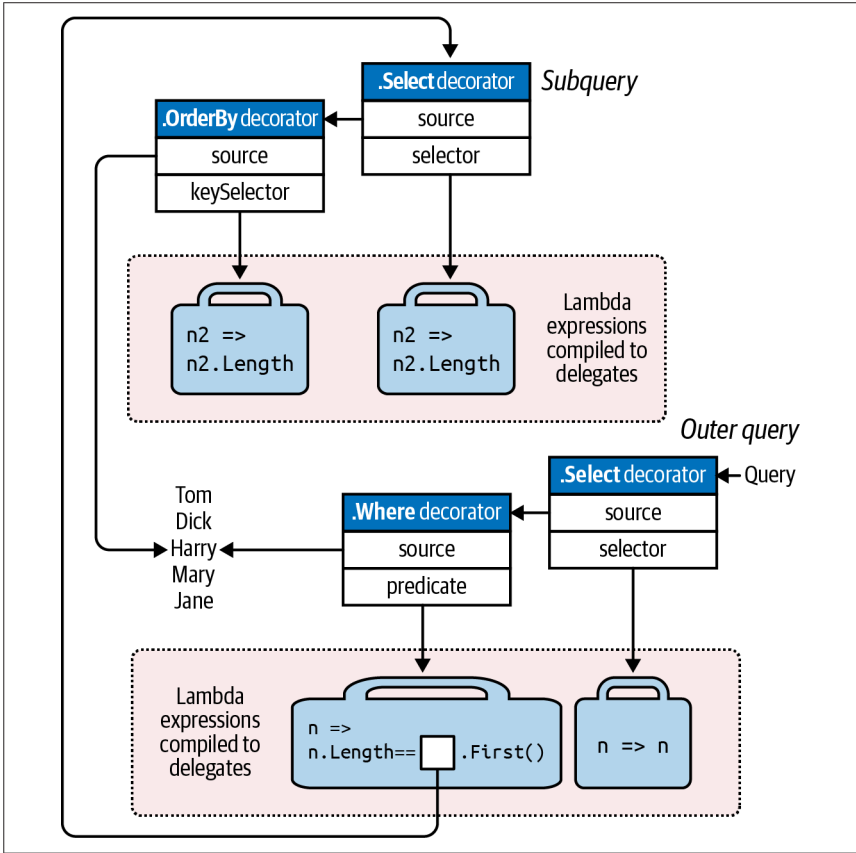 .Select decorator
Subquery
source
selector
.OrderBy decorator
source
keySelector
n2 =>
n2.Length
n2 =>
n2.Length
Lambda
expressions
compiled to
delegates
Outer query
.Select decorator
Query
source
selector
.Where decorator
source
predicate
Tom
Dick
Harry
Mary
Jane
Lambda
expressions
compiled to
delegates
n =>
n.Length== .First()
n => n